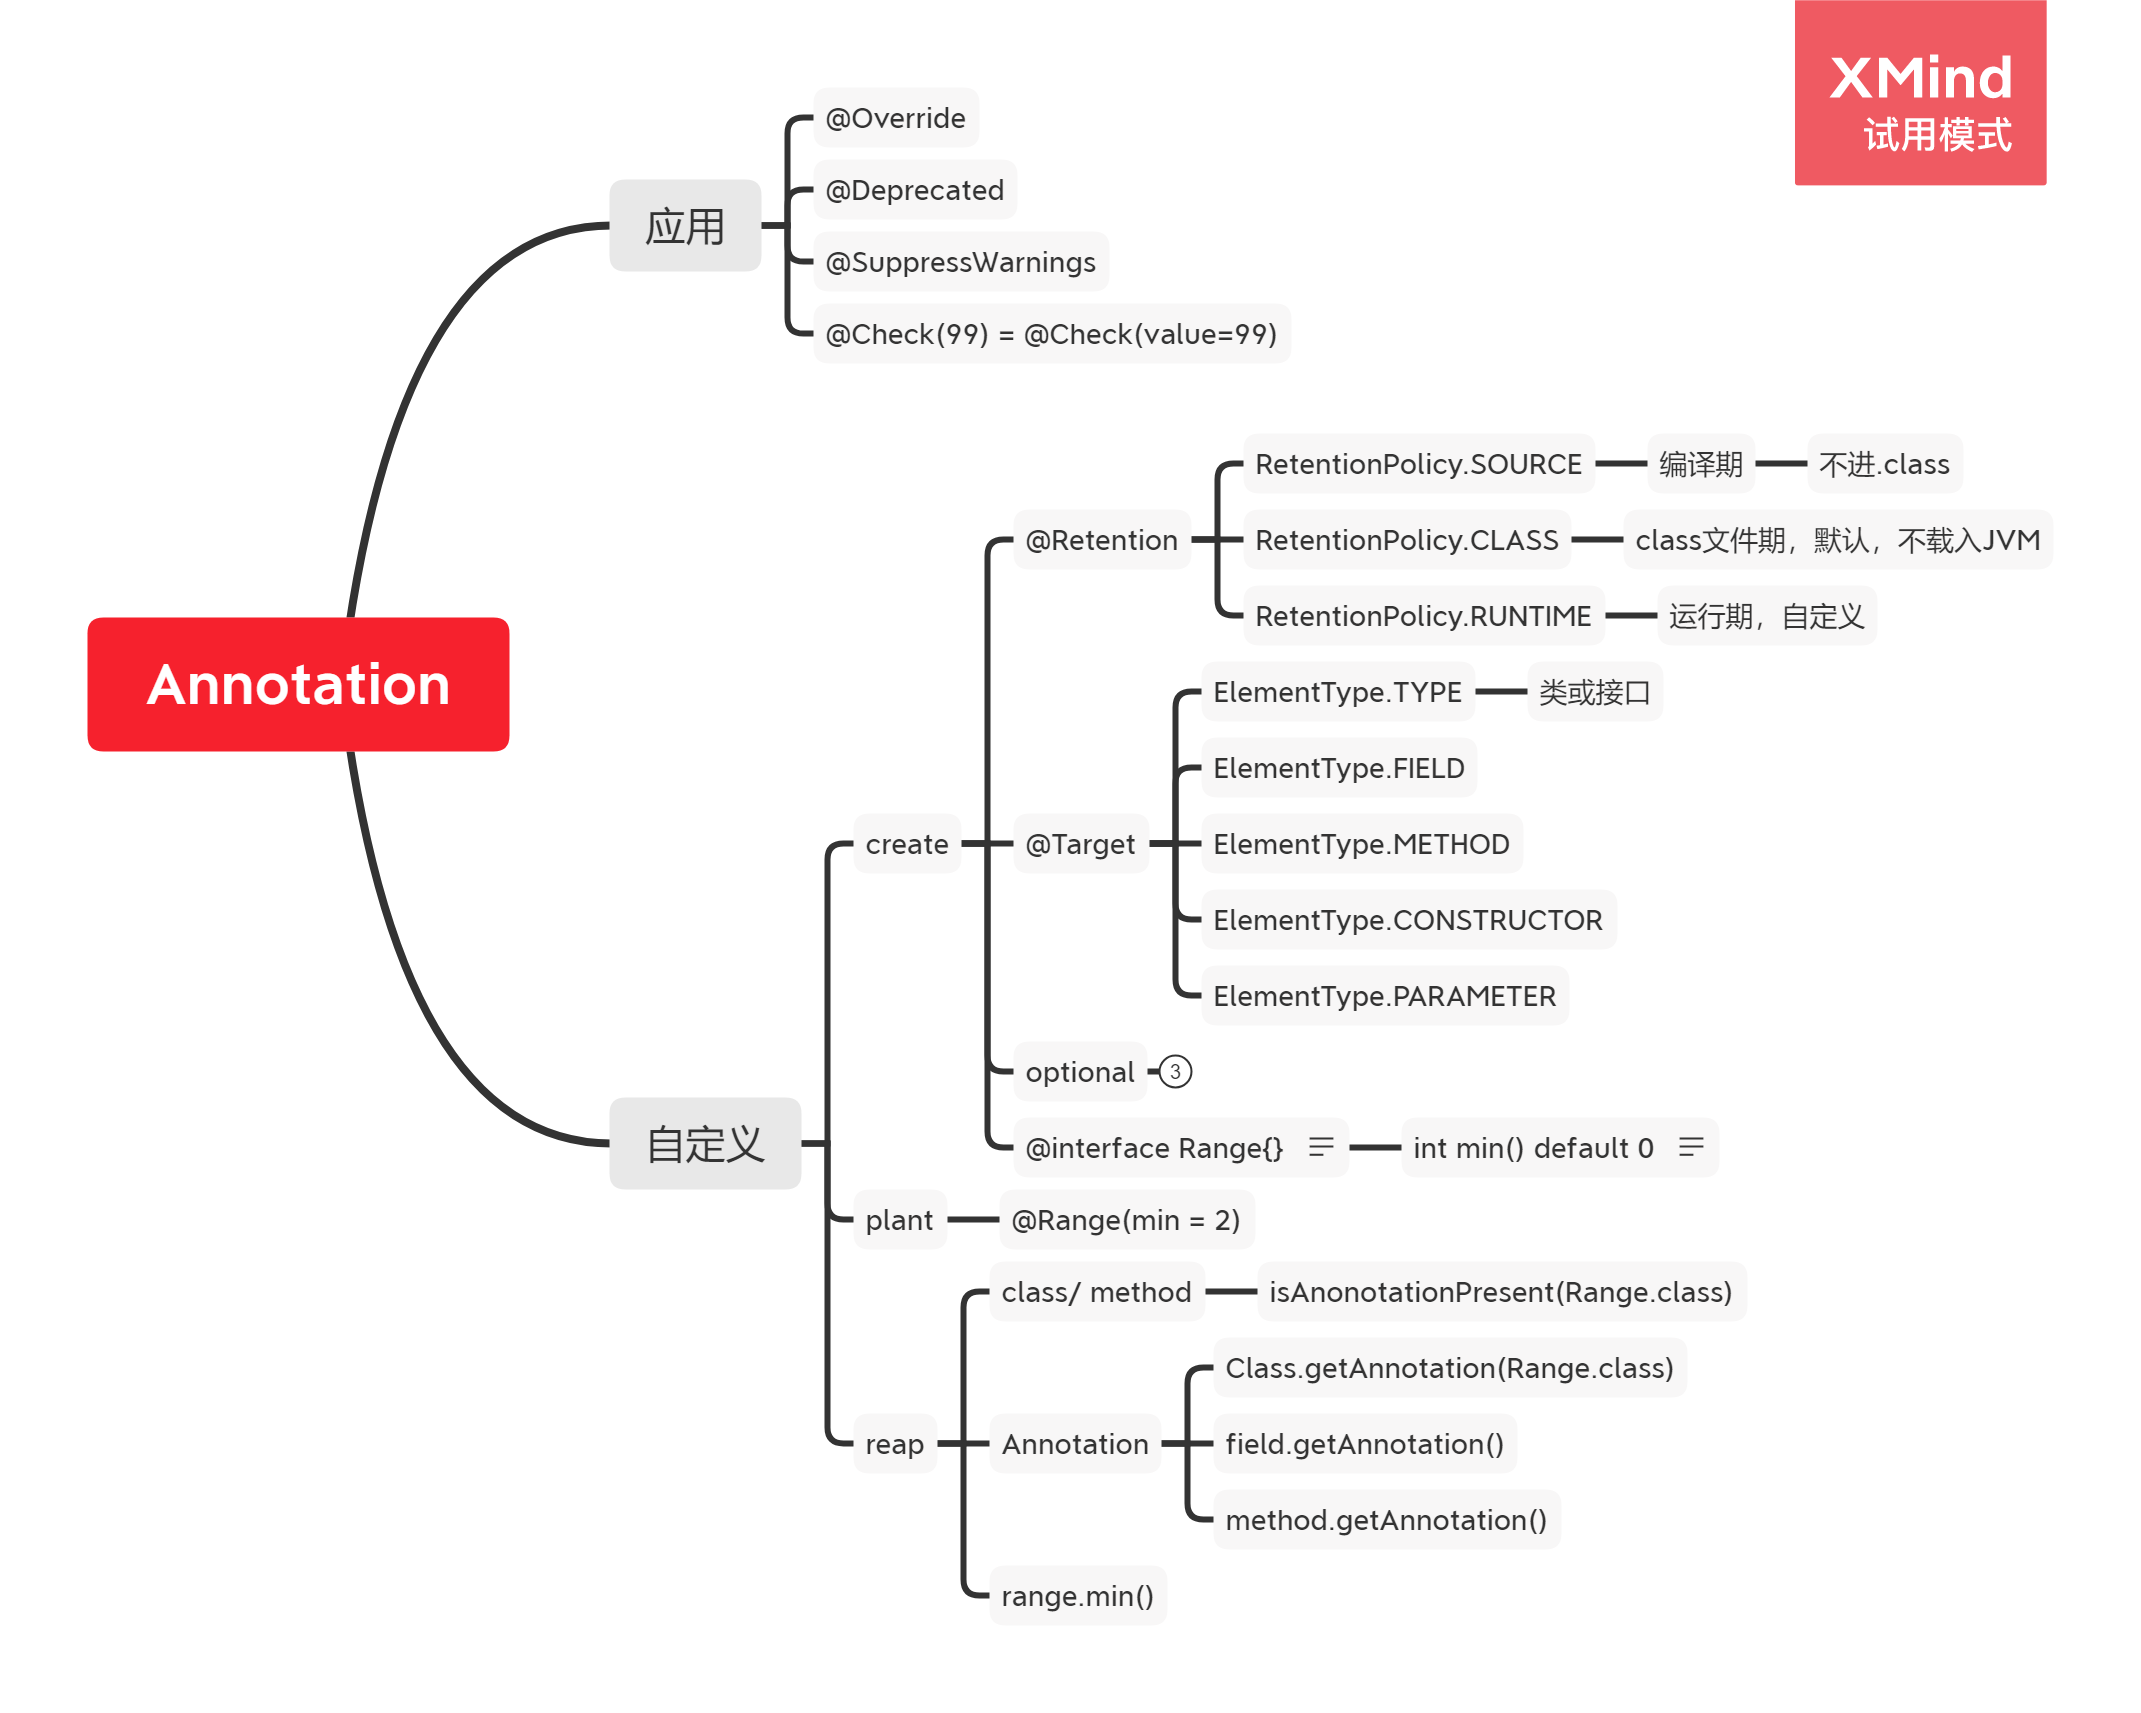 XMind
试用模式
@Override
@Deprecated
应用
@SuppressWarnings
@Check(99) = @Check(value=99)
RetentionPolicy.SOURCE
编译期
不进.class
@Retention
RetentionPolicy.CLASS
class文件期，默认，不载入JVM
RetentionPolicy.RUNTIME
运行期，自定义
Annotation
ElementType.TYPE
类或接口
ElementType.FIELD
create
@Target
ElementType.METHOD
ElementType.CONSTRUCTOR
ElementType.PARAMETER
optional
3
自定义
@interface Range{}
int min() default 0
plant
@Range(min = 2)
class/ method
isAnonotationPresent(Range.class)
Class.getAnnotation(Range.class)
reap
Annotation
field.getAnnotation()
method.getAnnotation()
range.min()